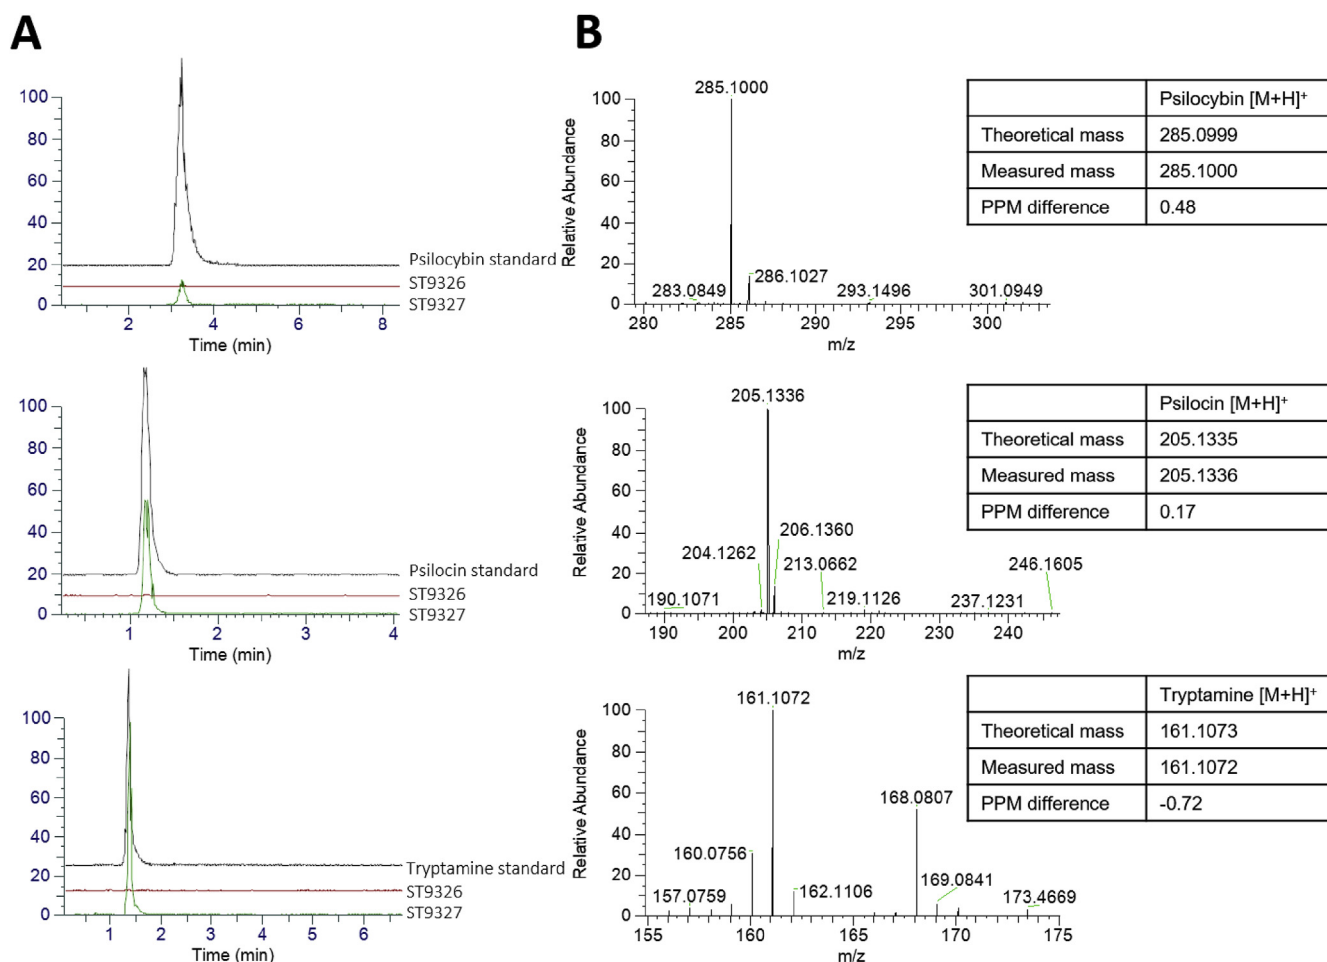 A
B
100
80
60
40
20
0
Psilocybin standard
ST9326
ST9327
2
4
6
8
Time (min)
Relative Abundance
100
80
60
40
20
0
285.1000
283.0849
286.1027
293.1496
301.0949
280
285
290
295
300
m/z
Psilocybin [M+H]+
Theoretical mass 285.0999
Measured mass 285.1000
PPM difference 0.48
100
80
60
40
20
0
Psilocin standard
ST9326
ST9327
1
2
3
4
Time (min)
Relative Abundance
100
80
60
40
20
0
205.1336
206.1360
204.1262
213.0662
246.1605
190.1071
219.1126
237.1231
190
200
210
220
230
240
m/z
Psilocin [M+H]+
Theoretical mass 205.1335
Measured mass 205.1336
PPM difference 0.17
100
80
60
40
20
0
Tryptamine standard
ST9326
ST9327
1
2
3
4
5
6
Time (min)
Relative Abundance
100
80
60
40
20
0
161.1072
168.0807
160.0756
157.0759
162.1106
169.0841
173.4669
155
160
165
170
175
m/z
Tryptamine [M+H]+
Theoretical mass 161.1073
Measured mass 161.1072
PPM difference -0.72